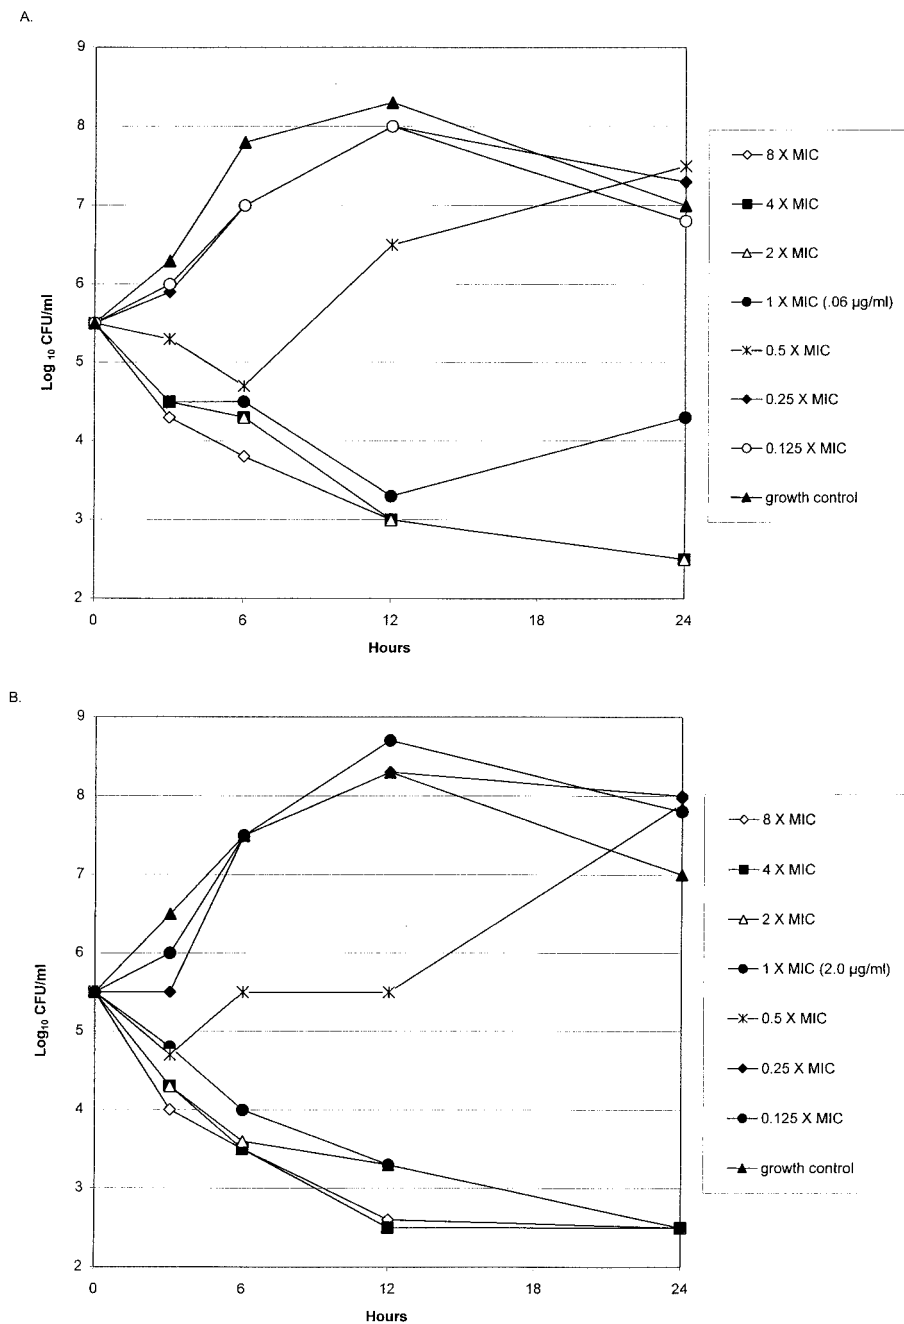 A.
9
8
7
6
5
4
3
2
Log 10 CFU/ml
0
6
12
18
24
Hours
8 X MIC
4 X MIC
2 X MIC
1 X MIC (.06 µg/ml)
0.5 X MIC
0.25 X MIC
0.125 X MIC
growth control
B.
9
8
7
6
5
4
3
2
Log10 CFU/ml
0
6
12
18
24
Hours
8 X MIC
4 X MIC
2 X MIC
1 X MIC (2.0 µg/ml)
0.5 X MIC
0.25 X MIC
0.125 X MIC
growth control